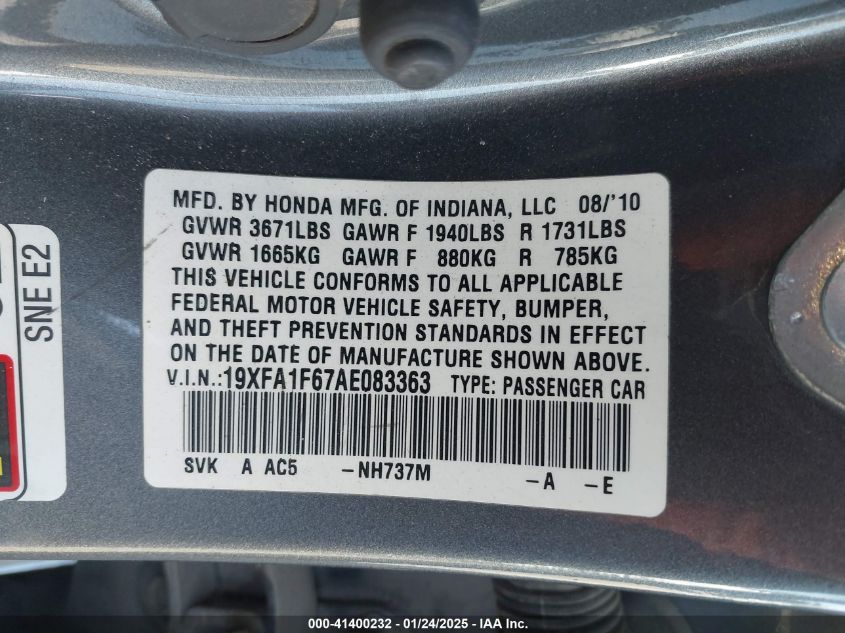 MFD. BY HONDA MFG. OF INDIANA, LLC 08/'10
GVWR 3671LBS GAWR F 1940LBS R 1731LBS
GVWR 1665KG GAWR F 880KG R 785KG
THIS VEHICLE CONFORMS TO ALL APPLICABLE
FEDERAL MOTOR VEHICLE SAFETY, BUMPER,
AND THEFT PREVENTION STANDARDS IN EFFECT
ON THE DATE OF MANUFACTURE SHOWN ABOVE.
V.I.N.:19XFA1F67AE083363 TYPE: PASSENGER CAR
SVK A AC5 -NH737M -A -E
SNE E2
000-41400232 - 01/24/2025 - IAA Inc.